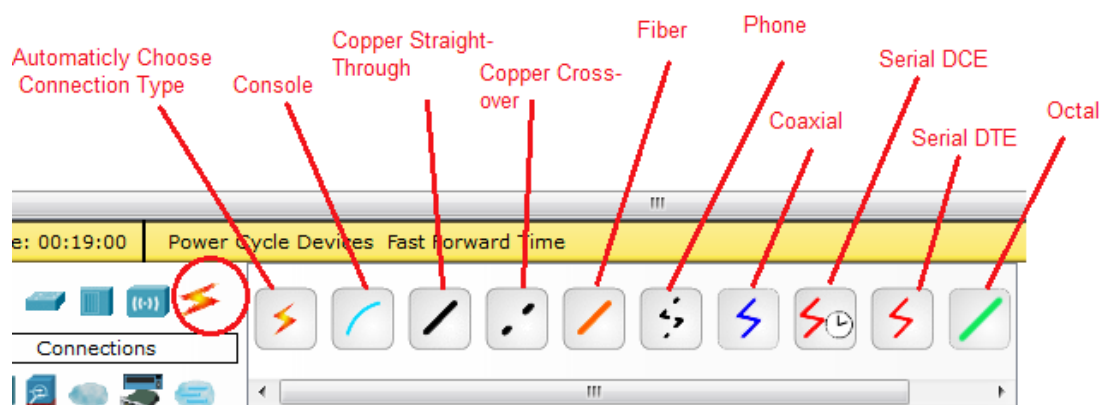 Automaticly Choose
Connection Type
Console
Copper Straight-
Through
Copper Cross-
over
Fiber
Phone
Coaxial
Serial DCE
Serial DTE
Octal
e: 00:19:00
Power Cycle Devices Fast Forward Time
Connections